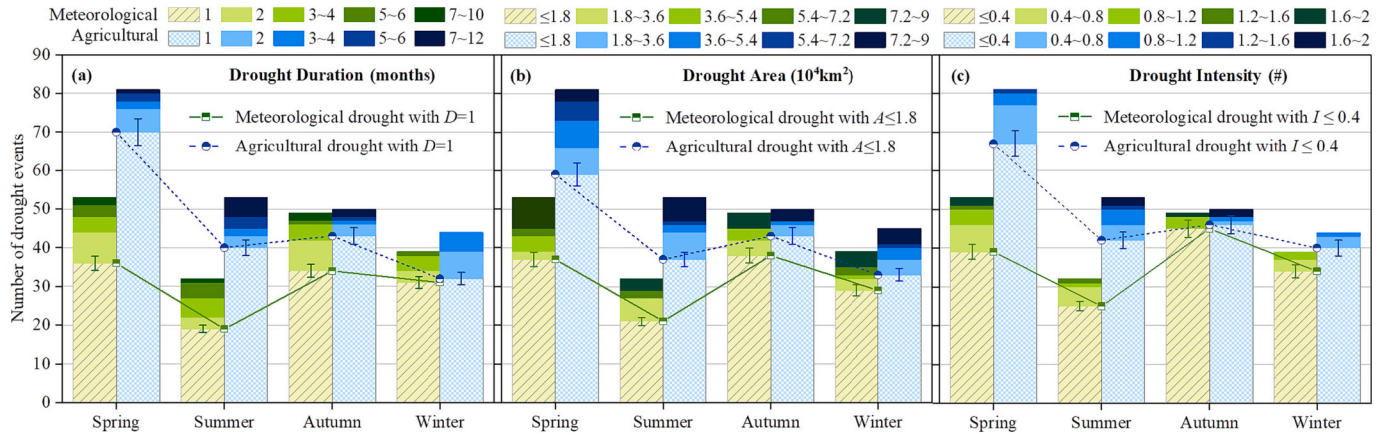 Meteorological 1 2 3~4 5~6 7~10 ≤1.8 1.8~3.6 3.6~5.4 5.4~7.2 7.2~9 ≤0.4 0.4~0.8 0.8~1.2 1.2~1.6 1.6~2
Agricultural 1 2 3~4 5~6 7~12 ≤1.8 1.8~3.6 3.6~5.4 5.4~7.2 7.2~9 ≤0.4 0.4~0.8 0.8~1.2 1.2~1.6 1.6~2
Number of drought events
90
80
70
60
50
40
30
20
10
0
(a) Drought Duration (months)
Meteorological drought with D=1
Agricultural drought with D=1
Spring Summer Autumn Winter
(b) Drought Area (10⁴km²)
Meteorological drought with A≤1.8
Agricultural drought with A≤1.8
Spring Summer Autumn Winter
(c) Drought Intensity (#)
Meteorological drought with I ≤ 0.4
Agricultural drought with I ≤ 0.4
Spring Summer Autumn Winter